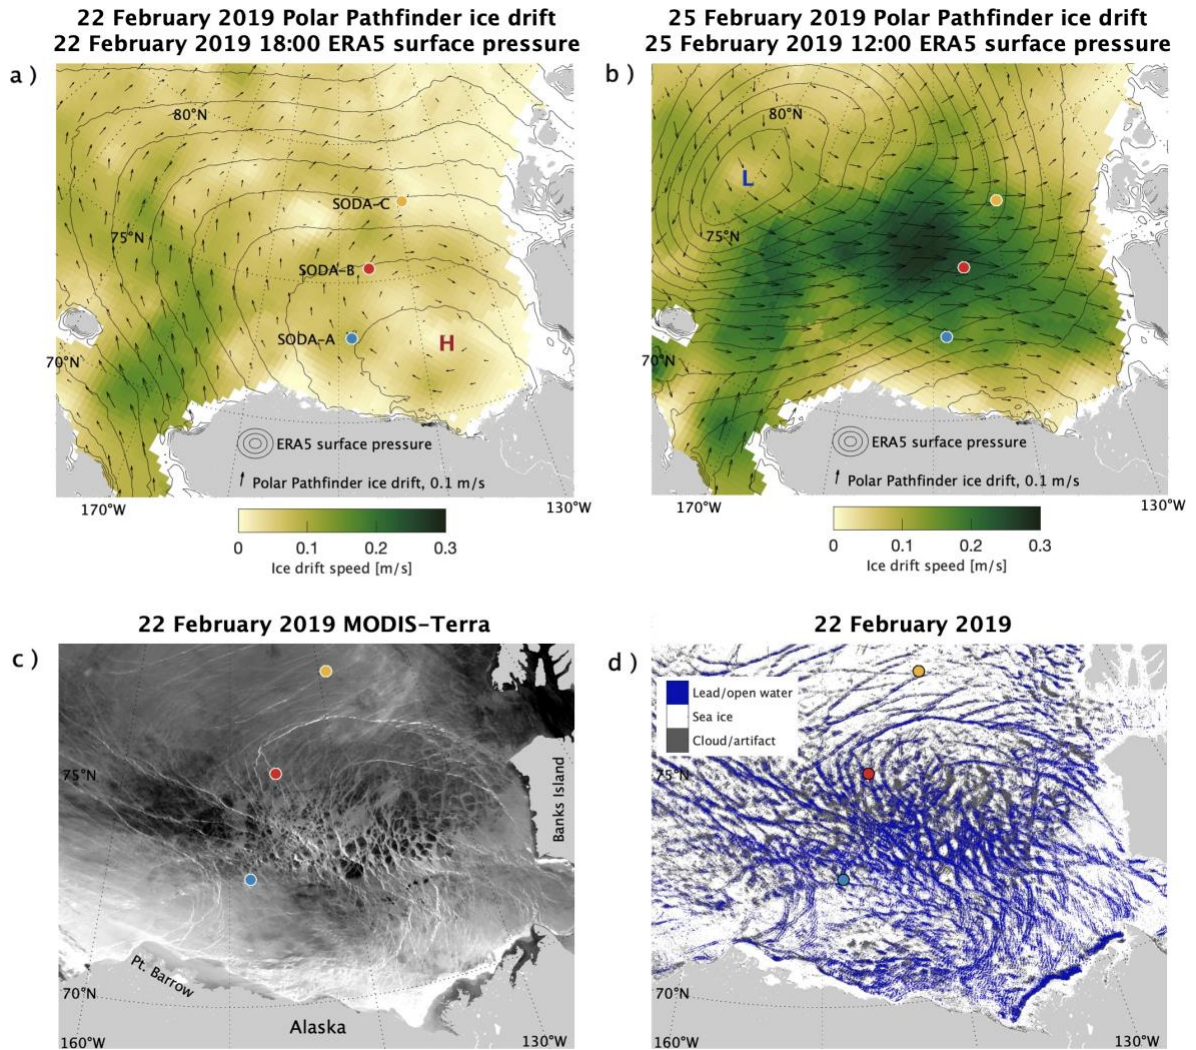 22 February 2019 Polar Pathfinder ice drift
22 February 2019 18:00 ERA5 surface pressure
a )
80°N
SODA-C
75°N
SODA-B
SODA-A
H
70°N
ERA5 surface pressure
Polar Pathfinder ice drift, 0.1 m/s
170°W
130°W
0
0.1
0.2
0.3
Ice drift speed [m/s]
25 February 2019 Polar Pathfinder ice drift
25 February 2019 12:00 ERA5 surface pressure
b )
80°N
L
75°N
70°N
ERA5 surface pressure
Polar Pathfinder ice drift, 0.1 m/s
170°W
130°W
0
0.1
0.2
0.3
Ice drift speed [m/s]
22 February 2019 MODIS-Terra
c )
75°N
Banks Island
Pt. Barrow
70°N
Alaska
160°W
130°W
22 February 2019
d )
Lead/open water
Sea ice
Cloud/artifact
75°N
70°N
160°W
130°W